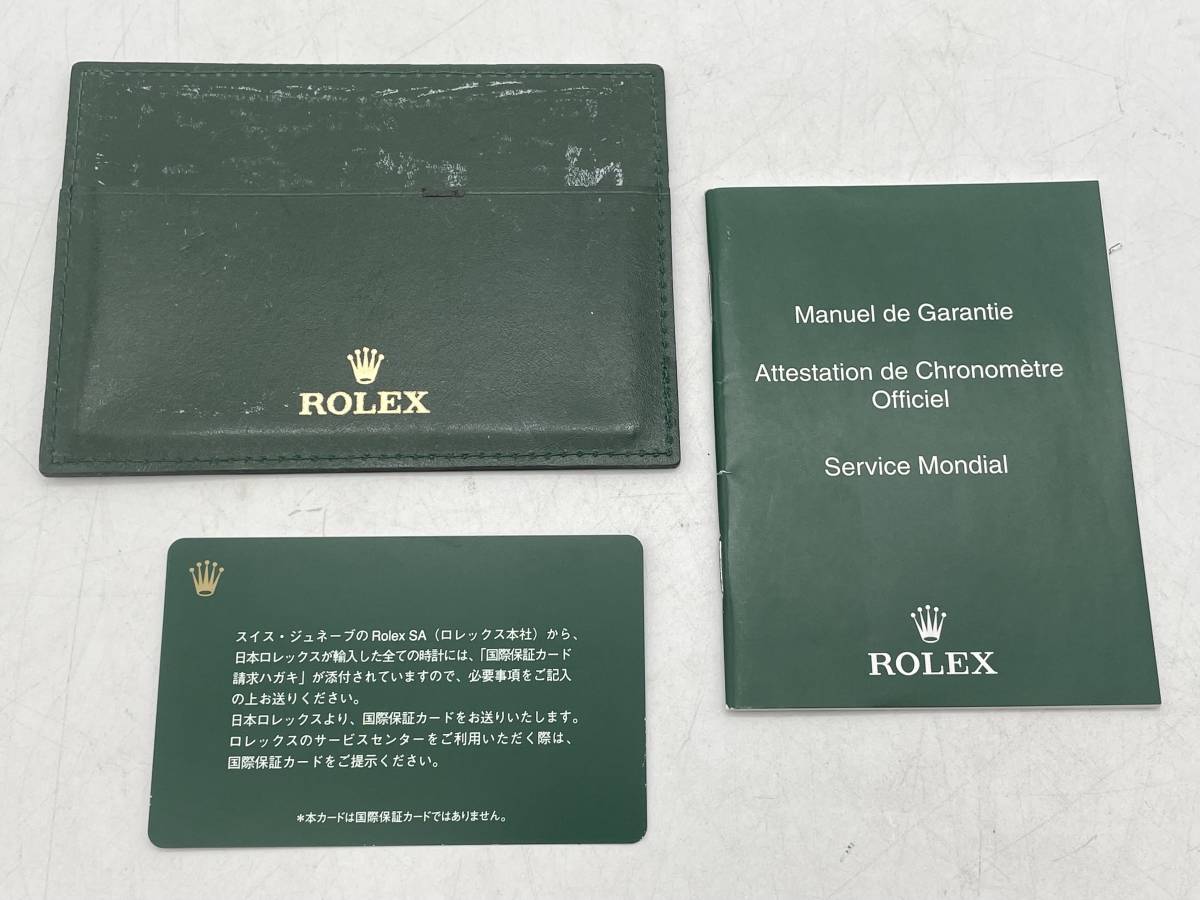 ROLEX
Manuel de Garantie
Attestation de Chronomètre
Officiel
Service Mondial
ROLEX
スイス・ジュネーブのRolex SA（ロレックス本社）から、
日本ロレックスが輸入した全ての時計には、「国際保証カード
請求ハガキ」が添付されていますので、必要事項をご記入
の上お送りください。
日本ロレックスより、国際保証カードをお送りいたします。
ロレックスのサービスセンターをご利用いただく際は、
国際保証カードをご提示ください。
＊本カードは国際保証カードではありません。